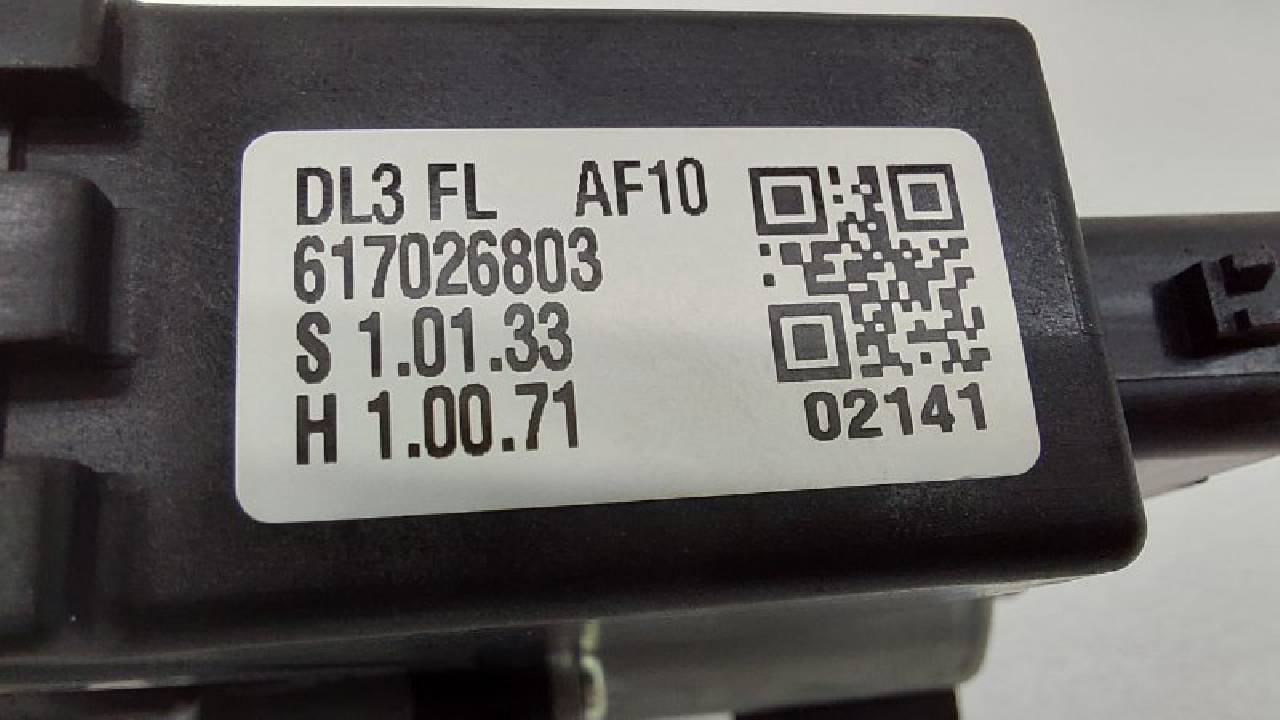 DL3 FL AF10
617026803
S 1.01.33
H 1.00.71
02141